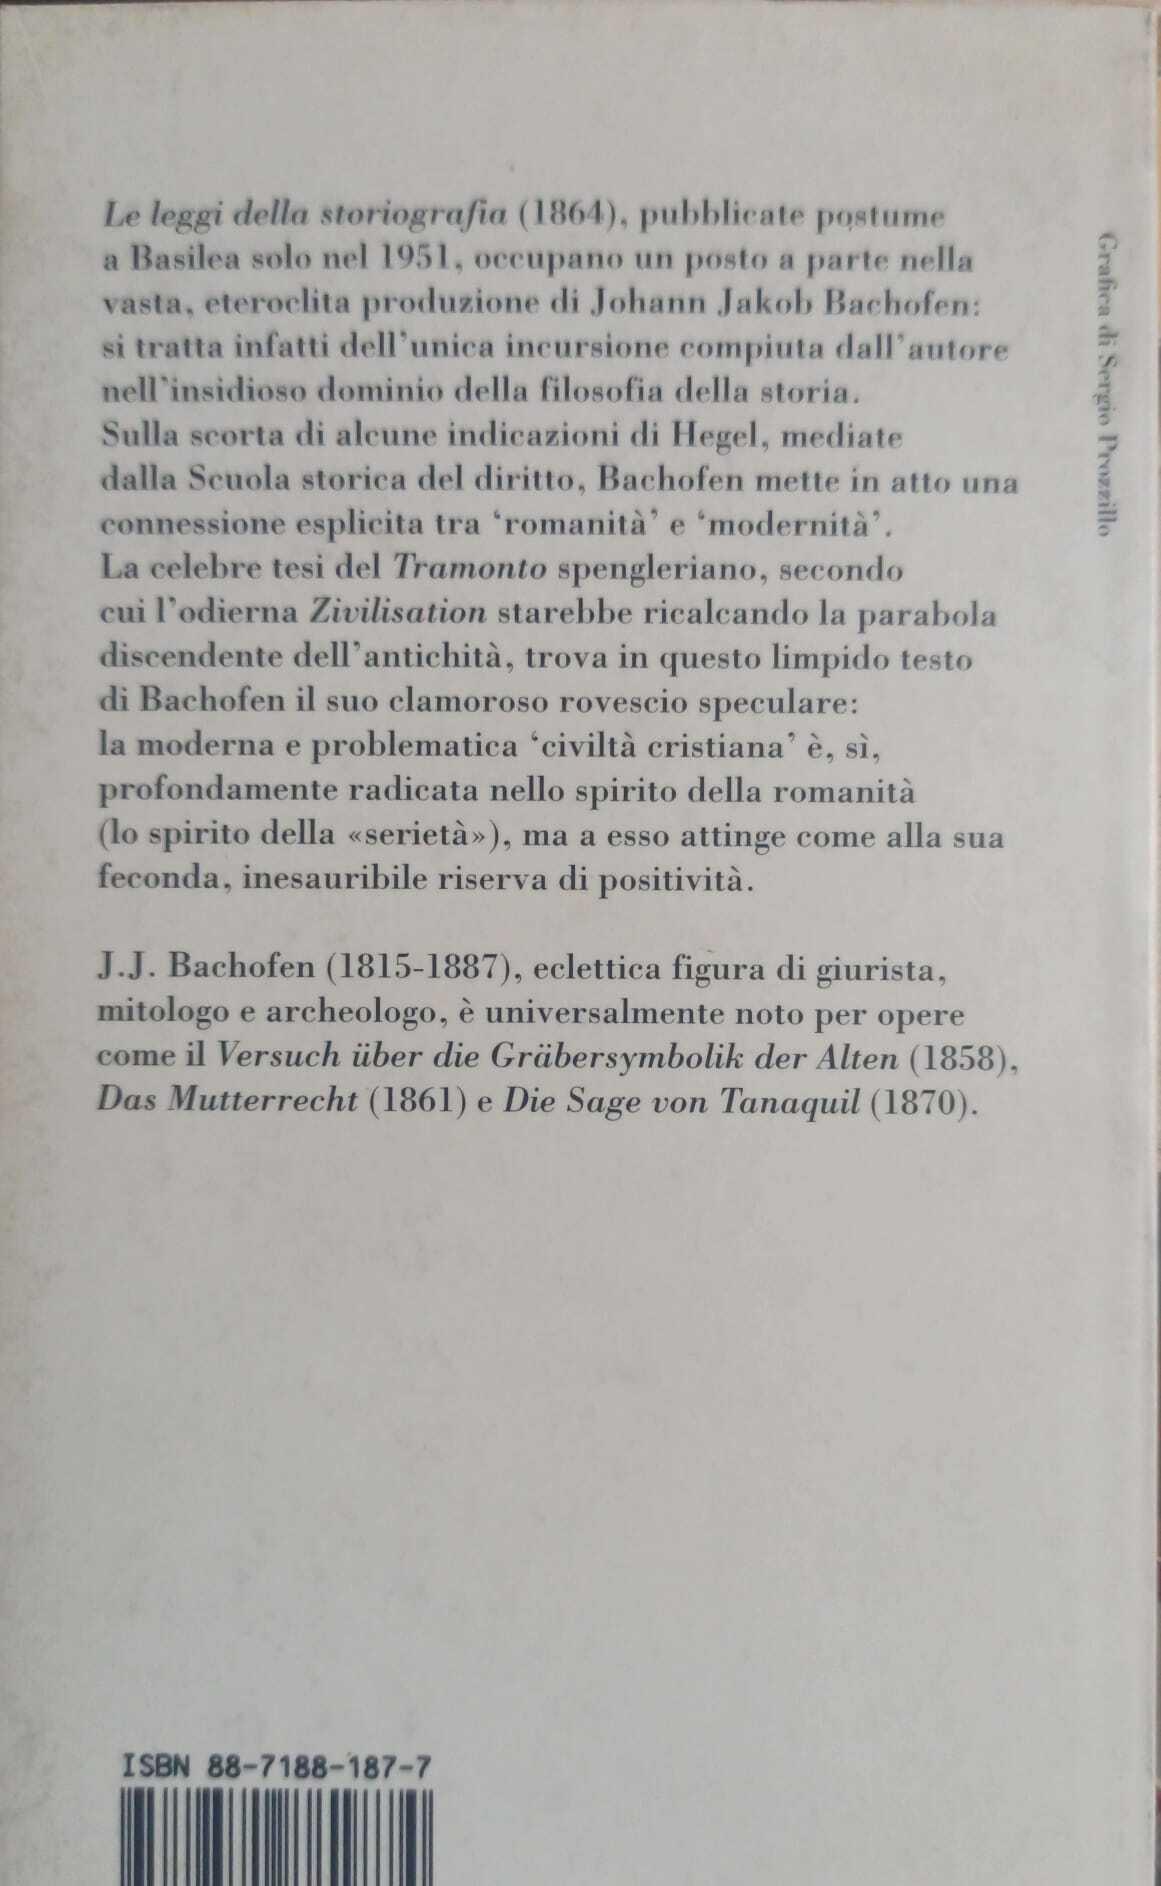 Le leggi della storiografia (1864), pubblicate postume
a Basilea solo nel 1951, occupano un posto a parte nella
vasta, eteroclita produzione di Johann Jakob Bachofen:
si tratta infatti dell'unica incursione compiuta dall'autore
nell'insidioso dominio della filosofia della storia.
Sulla scorta di alcune indicazioni di Hegel, mediate
dalla Scuola storica del diritto, Bachofen mette in atto una
connessione esplicita tra ‘romanità’ e ‘modernità’.
La celebre tesi del Tramonto spengleriano, secondo
cui l'odierna Zivilisation starebbe ricalcando la parabola
discendente dell'antichità, trova in questo limpido testo
di Bachofen il suo clamoroso rovescio speculare:
la moderna e problematica ‘civiltà cristiana’ è, sì,
profondamente radicata nello spirito della romanità
(lo spirito della «serietà»), ma a esso attinge come alla sua
feconda, inesauribile riserva di positività.
J.J. Bachofen (1815-1887), eclettica figura di giurista,
mitologo e archeologo, è universalmente noto per opere
come il Versuch über die Gräbersymbolik der Alten (1858),
Das Mutterrecht (1861) e Die Sage von Tanaquil (1870).
Grafica di Sergio Prozzillo
ISBN 88-7188-187-7